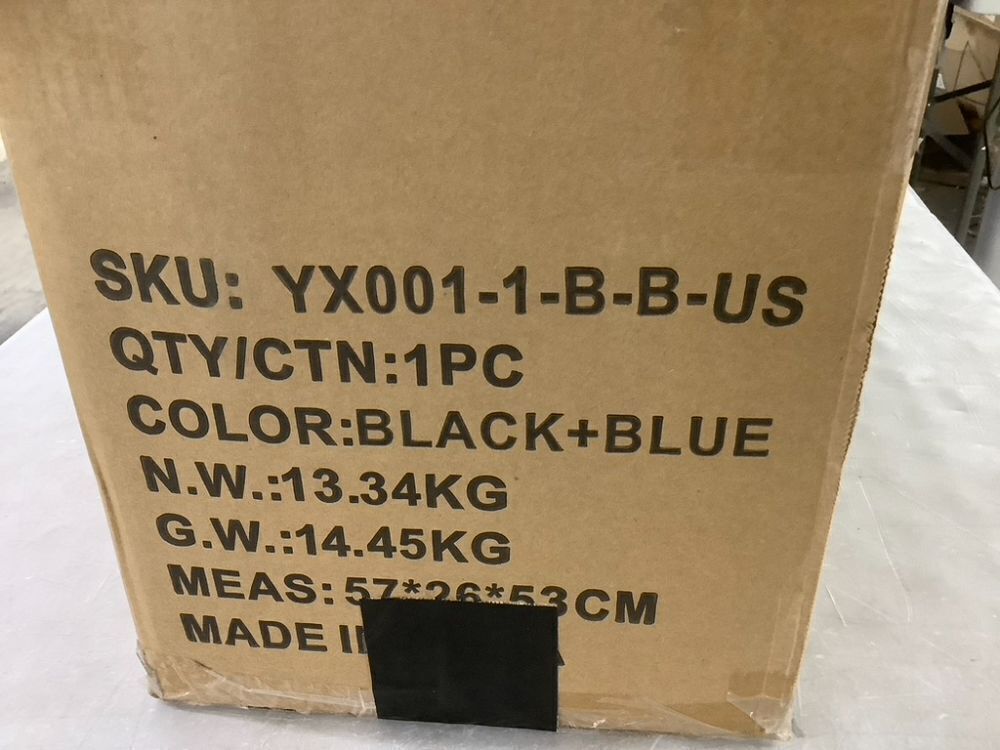 SKU: YX001-1-B-B-US
QTY/CTN:1PC
COLOR:BLACK+BLUE
N.W.:13.34KG
G.W.:14.45KG
MEAS: 57*26*53CM
MADE